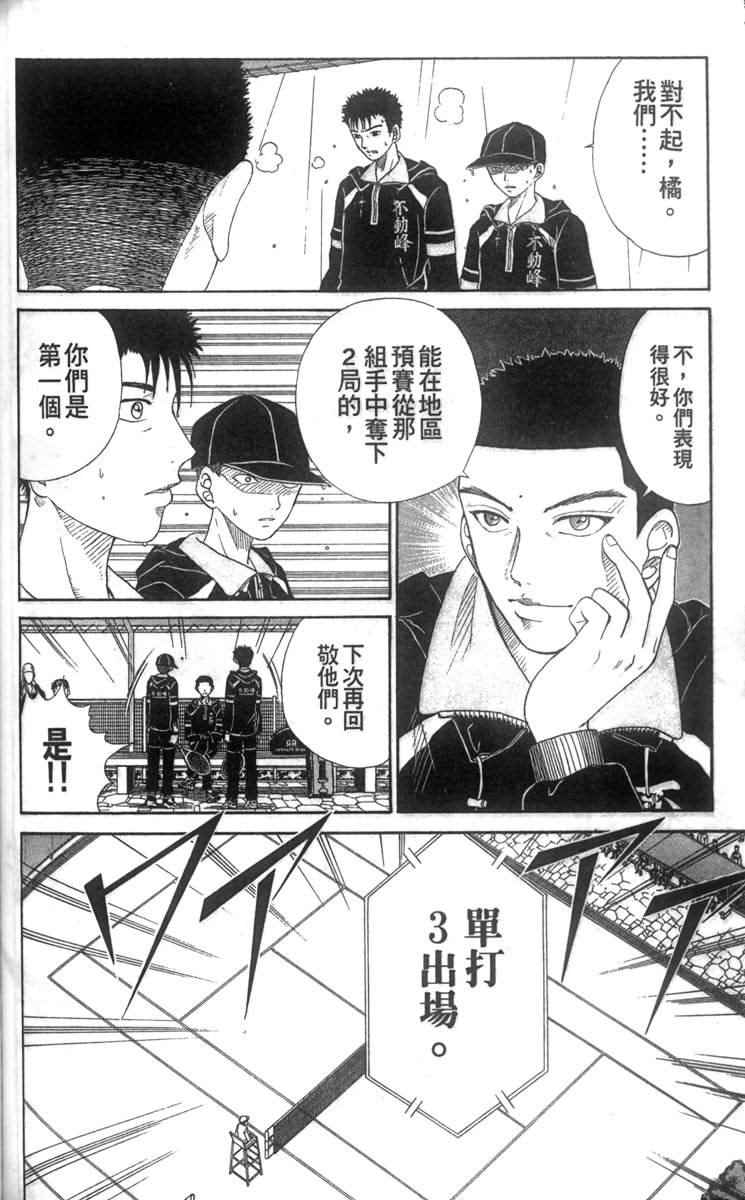 對不起，橘。
我們……
不動峰
不動峰
不，你們表現
得很好。
能在地區
預賽從那
組手中奪下
2局的，
你們是
第一個。
下次再回
敬他們。
是!!
單打
3出場。